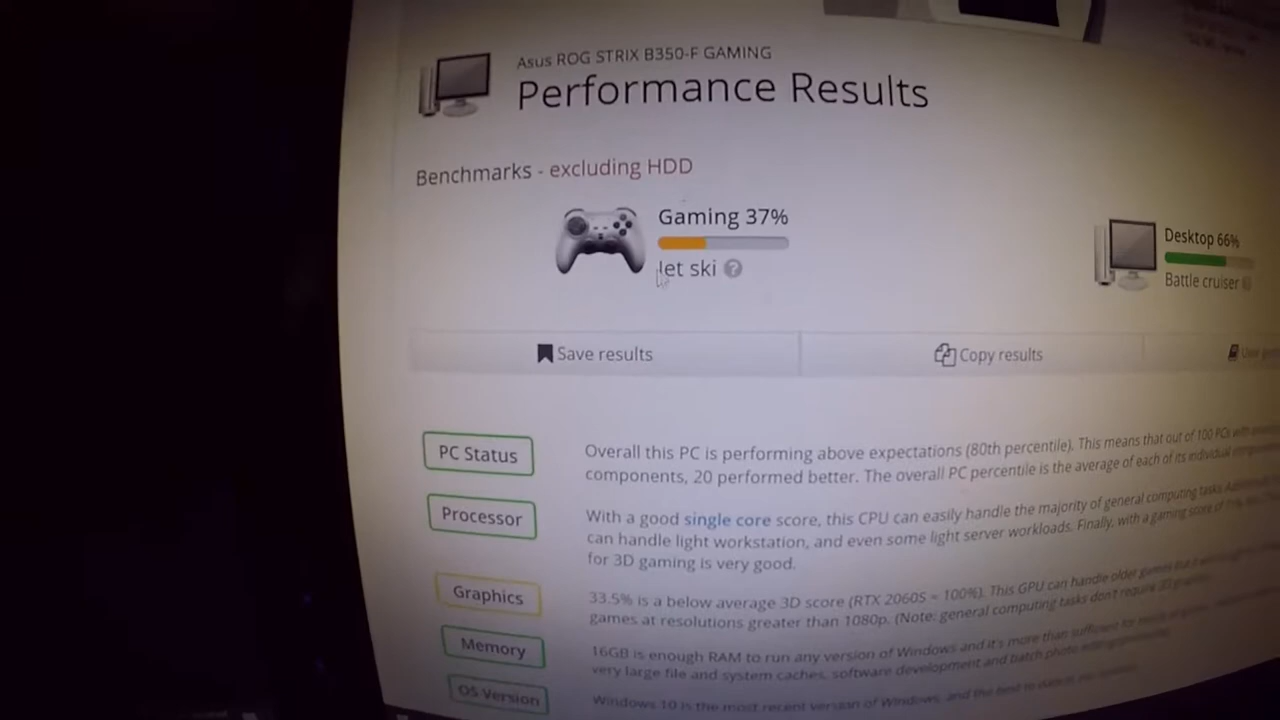 Asus ROG STRIX B350-F GAMING
Performance Results
Benchmarks - excluding HDD
Gaming 37%
Jet ski ?
Desktop 66%
Battle cruiser
Save results
Copy results
PC Status
Overall this PC is performing above expectations (80th percentile). This means that out of 100 PCs with
components, 20 performed better. The overall PC percentile is the average of each of its individual components.
Processor
With a good single core score, this CPU can easily handle the majority of general computing tasks.
can handle light workstation, and even some light server workloads. Finally, with a gaming score of
for 3D gaming is very good.
Graphics
33.5% is a below average 3D score (RTX 2060S = 100%). This GPU can handle older games but
games at resolutions greater than 1080p. (Note: general computing tasks don't require 3D graphics)
Memory
16GB is enough RAM to run any version of Windows and it's more than sufficient for
very large file and system caches, software development and batch photo
OS Version
Windows 10 is the most recent version of Windows, and the best to date in